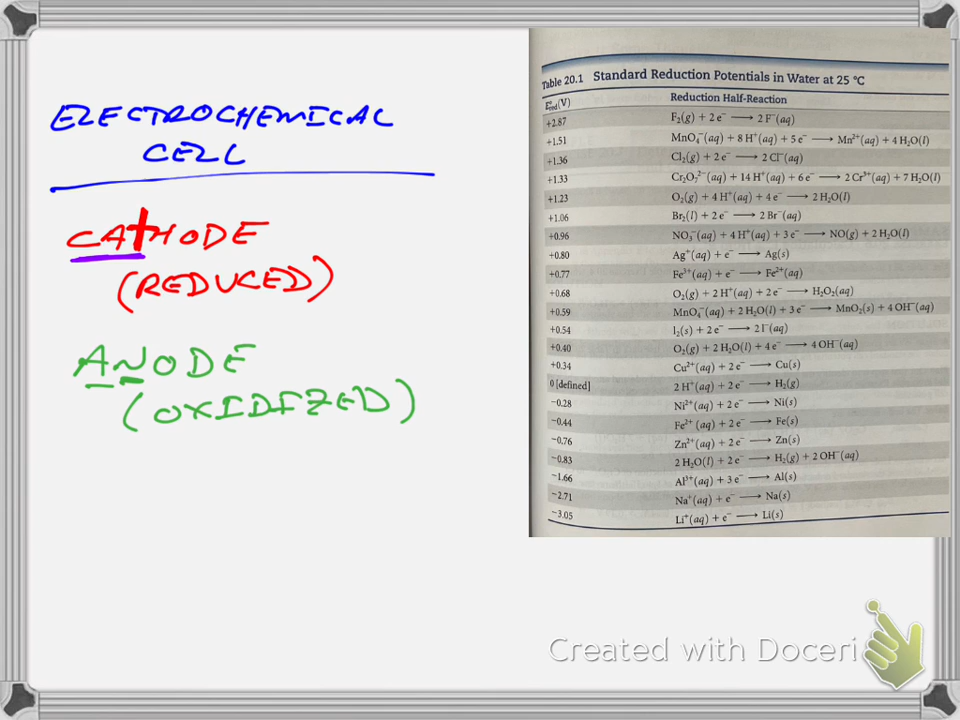 ELECTROCHEMICAL
CELL
CATHODE
(REDUCED)
ANODE
(OXIDIZED)
Table 20.1 Standard Reduction Potentials in Water at 25 °C
E°red(V) Reduction Half-Reaction
+2.87 F₂(g) + 2 e⁻ ⟶ 2 F⁻(aq)
+1.51 MnO₄⁻(aq) + 8 H⁺(aq) + 5 e⁻ ⟶ Mn²⁺(aq) + 4 H₂O(l)
+1.36 Cl₂(g) + 2 e⁻ ⟶ 2 Cl⁻(aq)
+1.33 Cr₂O₇²⁻(aq) + 14 H⁺(aq) + 6 e⁻ ⟶ 2 Cr³⁺(aq) + 7 H₂O(l)
+1.23 O₂(g) + 4 H⁺(aq) + 4 e⁻ ⟶ 2 H₂O(l)
+1.06 Br₂(l) + 2 e⁻ ⟶ 2 Br⁻(aq)
+0.96 NO₃⁻(aq) + 4 H⁺(aq) + 3 e⁻ ⟶ NO(g) + 2 H₂O(l)
+0.80 Ag⁺(aq) + e⁻ ⟶ Ag(s)
+0.77 Fe³⁺(aq) + e⁻ ⟶ Fe²⁺(aq)
+0.68 O₂(g) + 2 H⁺(aq) + 2 e⁻ ⟶ H₂O₂(aq)
+0.59 MnO₄⁻(aq) + 2 H₂O(l) + 3 e⁻ ⟶ MnO₂(s) + 4 OH⁻(aq)
+0.54 I₂(s) + 2 e⁻ ⟶ 2 I⁻(aq)
+0.40 O₂(g) + 2 H₂O(l) + 4 e⁻ ⟶ 4 OH⁻(aq)
+0.34 Cu²⁺(aq) + 2 e⁻ ⟶ Cu(s)
0 [defined] 2 H⁺(aq) + 2 e⁻ ⟶ H₂(g)
−0.28 Ni²⁺(aq) + 2 e⁻ ⟶ Ni(s)
−0.44 Fe²⁺(aq) + 2 e⁻ ⟶ Fe(s)
−0.76 Zn²⁺(aq) + 2 e⁻ ⟶ Zn(s)
−0.83 2 H₂O(l) + 2 e⁻ ⟶ H₂(g) + 2 OH⁻(aq)
−1.66 Al³⁺(aq) + 3 e⁻ ⟶ Al(s)
−2.71 Na⁺(aq) + e⁻ ⟶ Na(s)
−3.05 Li⁺(aq) + e⁻ ⟶ Li(s)
Created with Doceri